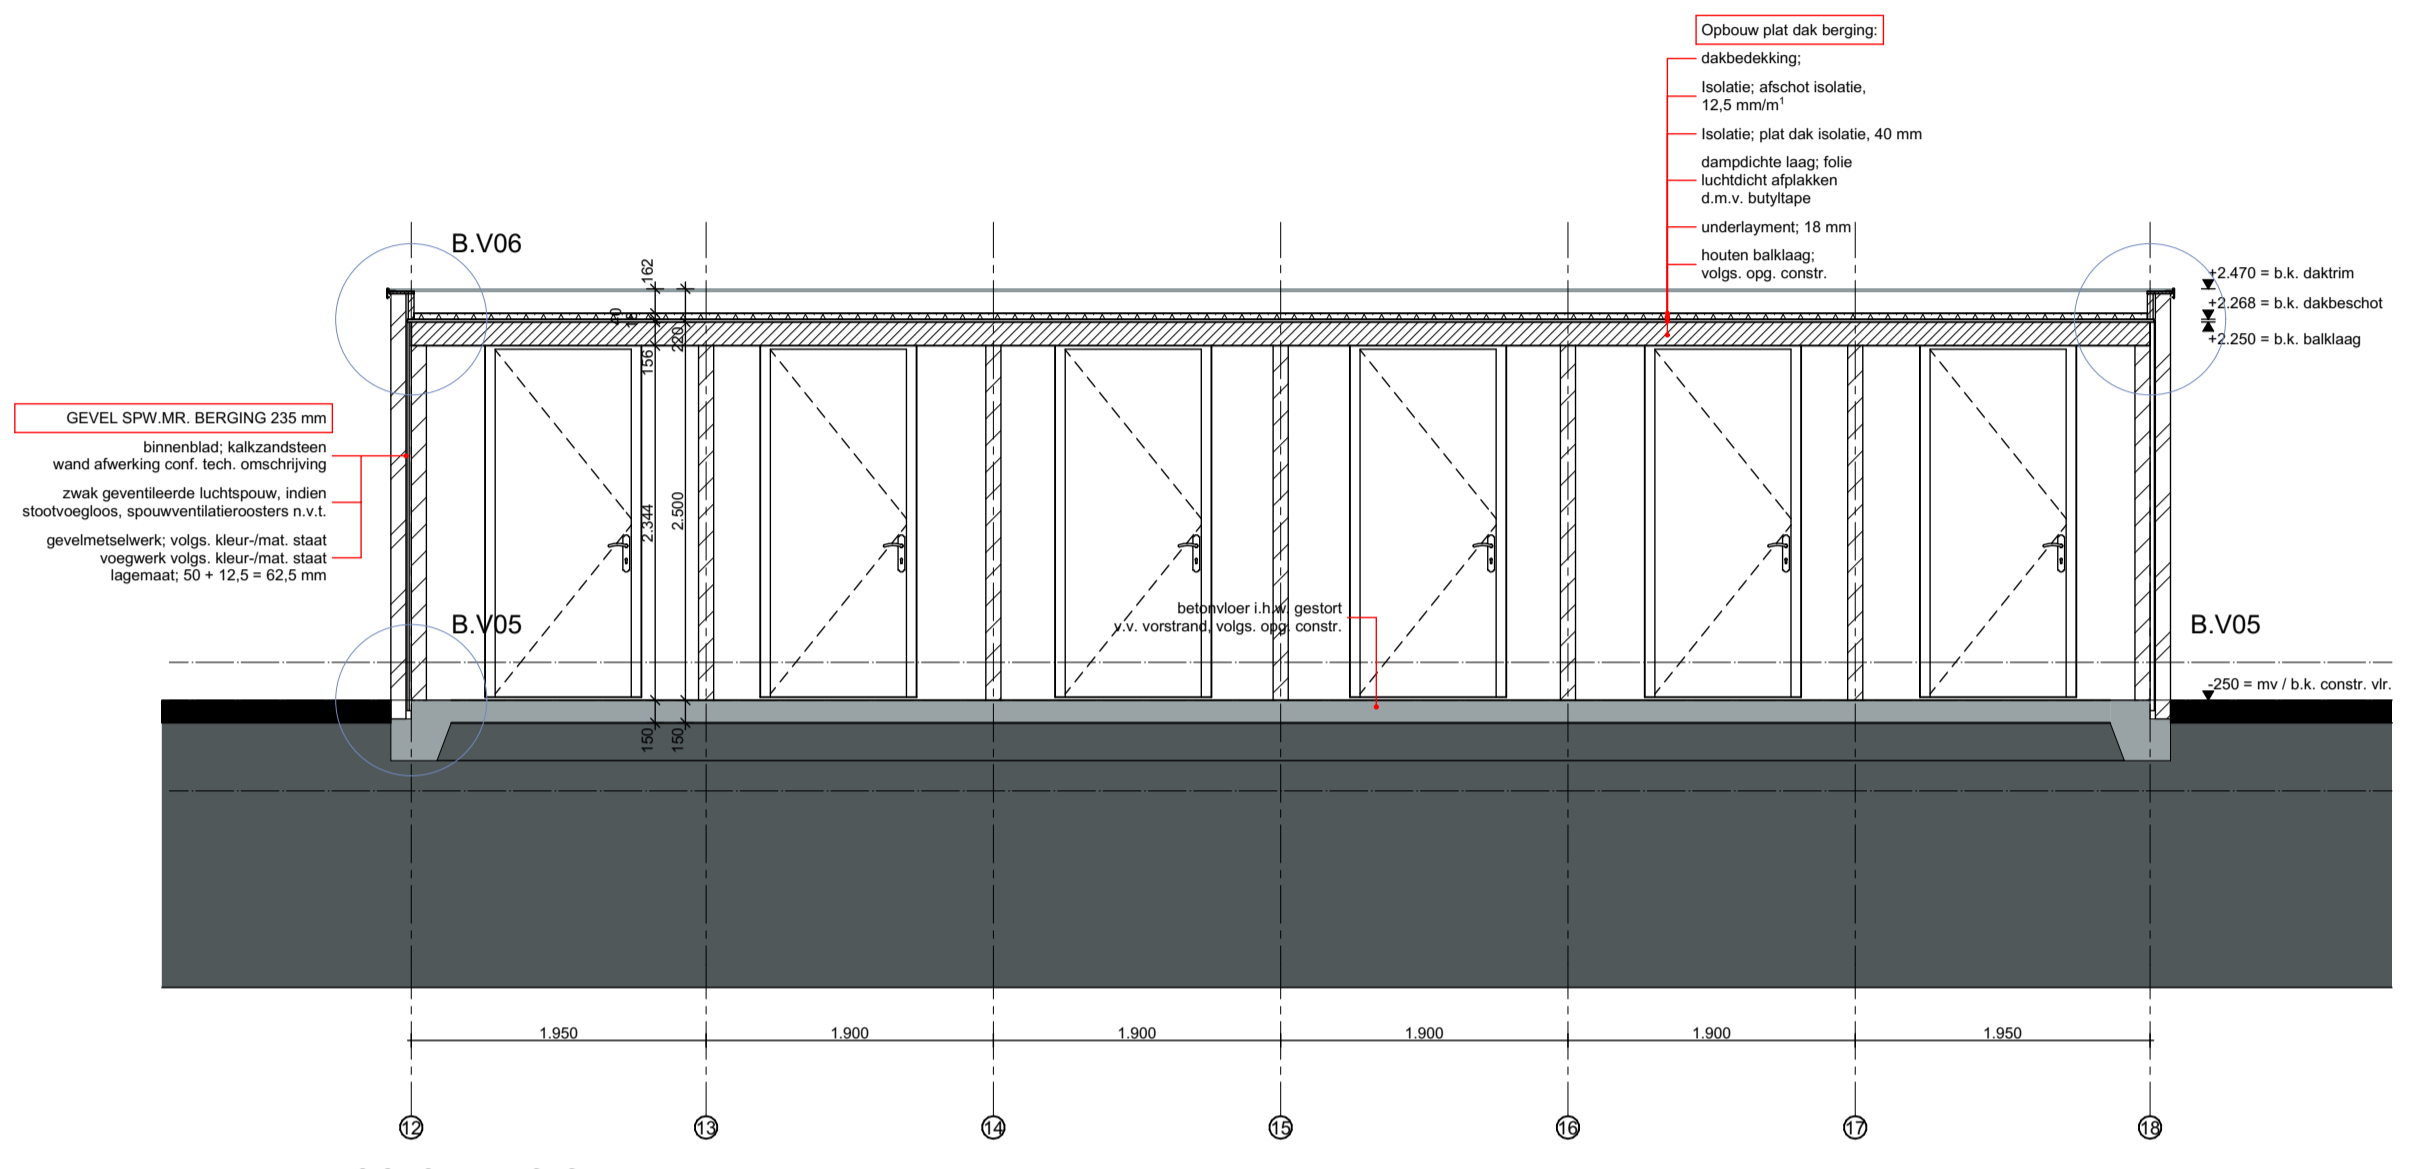 Opbouw plat dak berging:
dakbedekking;
Isolatie; afschot isolatie,
12,5 mm/m¹
Isolatie; plat dak isolatie, 40 mm
dampdichte laag; folie
luchtdicht afplakken
d.m.v. butyltape
underlayment; 18 mm
houten balklaag;
volgs. opg. constr.
B.V06
162
+2.470 = b.k. daktrim
+2.268 = b.k. dakbeschot
+2.250 = b.k. balklaag
40
18
220
156
GEVEL SPW.MR. BERGING 235 mm
binnenblad; kalkzandsteen
wand afwerking conf. tech. omschrijving
zwak geventileerde luchtspouw, indien
stootvoegloos, spouwventilatieroosters n.v.t.
gevelmetselwerk; volgs. kleur-/mat. staat
voegwerk volgs. kleur-/mat. staat
lagemaat; 50 + 12,5 = 62,5 mm
2.344
2.500
betonvloer i.h.w. gestort
v.v. vorstrand, volgs. opg. constr.
B.V05
B.V05
-250 = mv / b.k. constr. vlr.
150
150
1.950
1.900
1.900
1.900
1.900
1.950
12
13
14
15
16
17
18